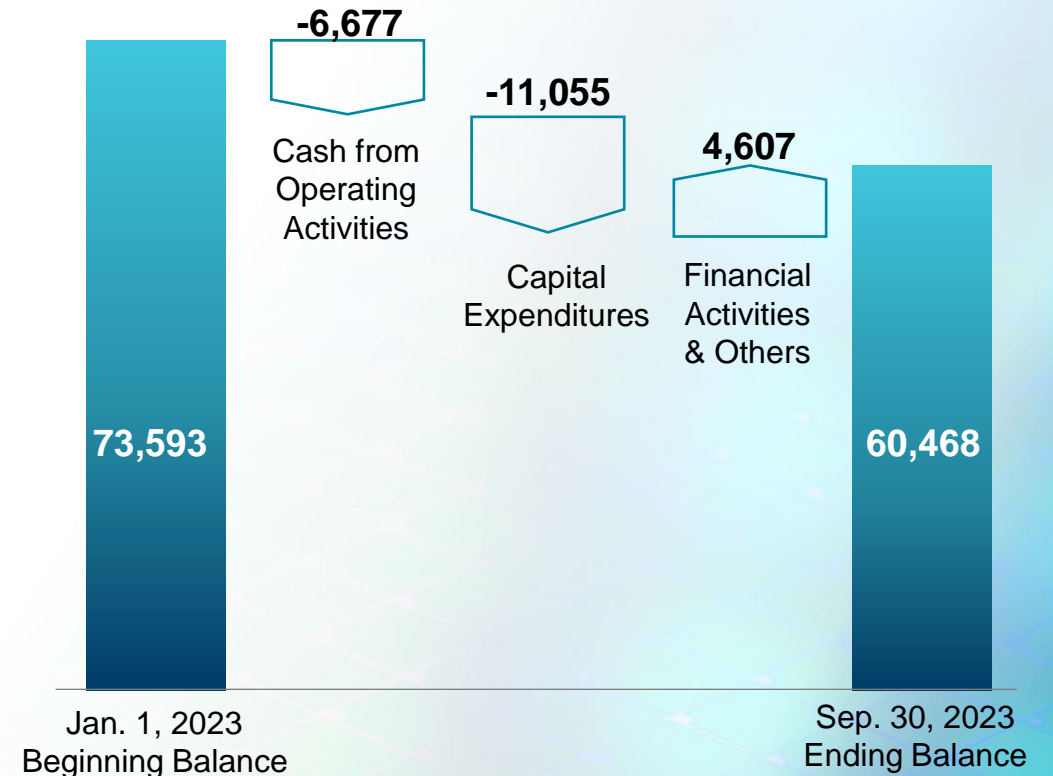 -6,677
Cash from
Operating
Activities
-11,055
Capital
Expenditures
4,607
Financial
Activities
& Others
73,593
60,468
Jan. 1, 2023
Beginning Balance
Sep. 30, 2023
Ending Balance